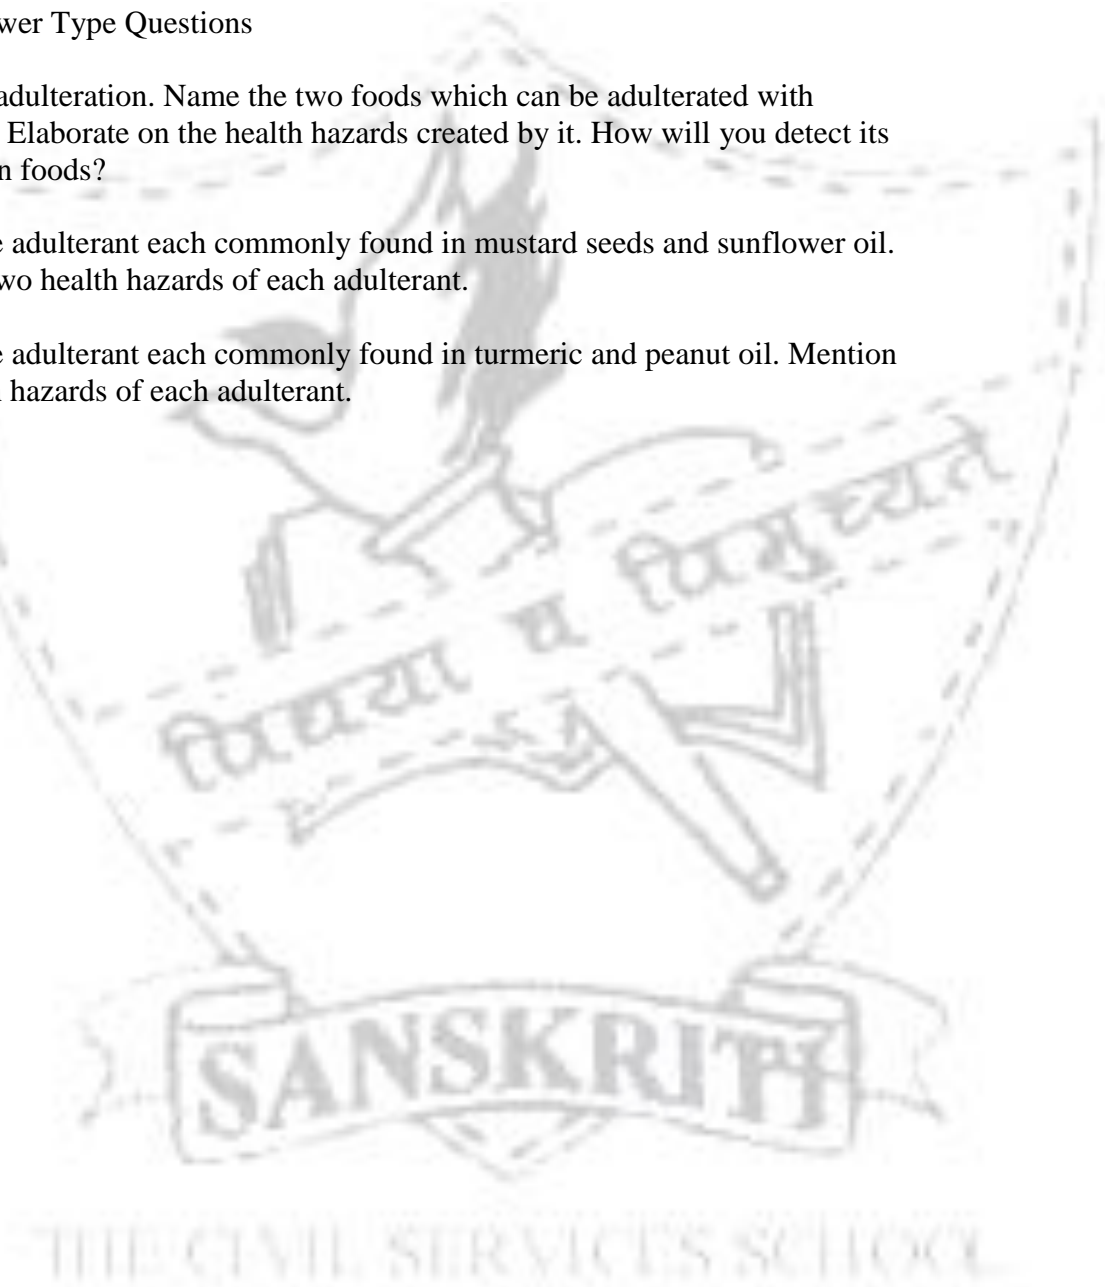 wer Type Questions
adulteration. Name the two foods which can be adulterated with
Elaborate on the health hazards created by it. How will you detect its
n foods?
e adulterant each commonly found in mustard seeds and sunflower oil.
wo health hazards of each adulterant.
e adulterant each commonly found in turmeric and peanut oil. Mention
hazards of each adulterant.
विद्यया च विमुच्यते
SANSKRITI
THE CIVIL SERVICES SCHOOL